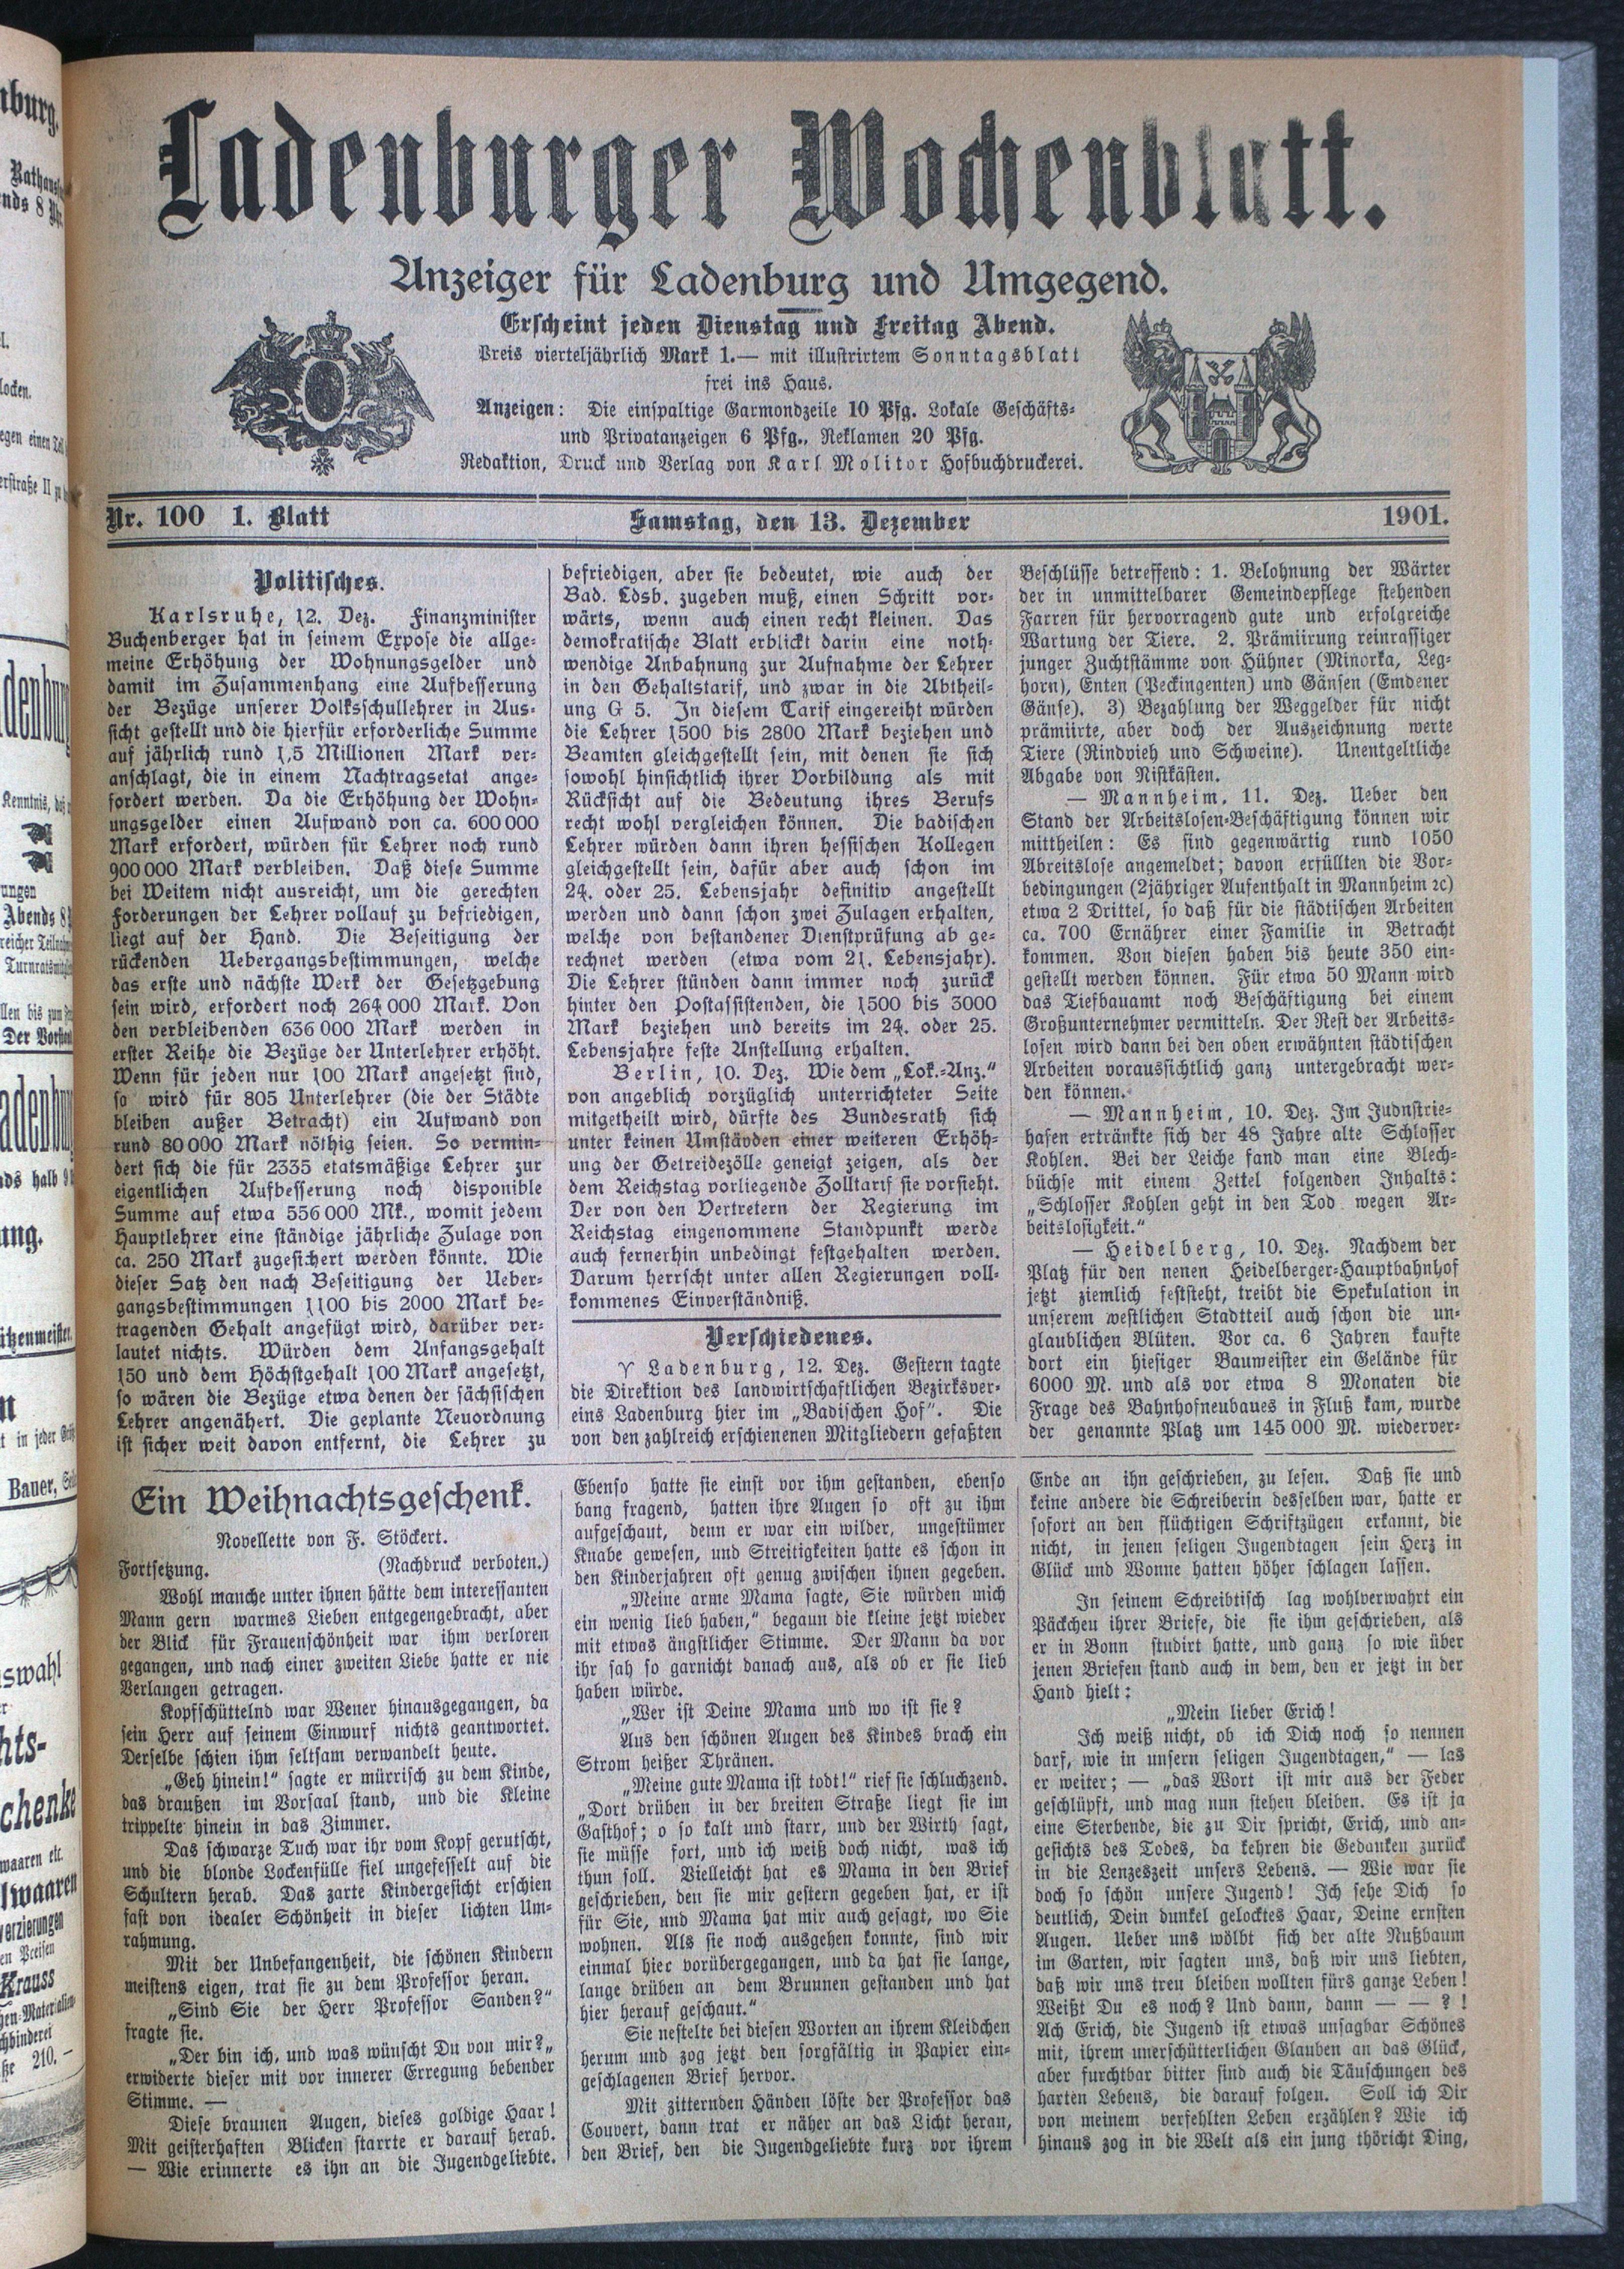 Ladenburger Wochenblatt.
Anzeiger für Ladenburg und Umgegend.
Erscheint jeden Dienstag und Freitag Abend.
Preis vierteljährlich Mark 1.— mit illustrirtem Sonntagsblatt
frei ins Haus.
Anzeigen: Die einspaltige Garmondzeile 10 Pfg. Lokale Geschäfts-
und Privatanzeigen 6 Pfg., Reklamen 20 Pfg.
Redaktion, Druck und Verlag von Karl Molitor Hofbuchdruckerei.
Nr. 100 1. Blatt Samstag, den 13. Dezember 1901.
Politisches.
Karlsruhe, 12. Dez. Finanzminister
Buchenberger hat in seinem Expose die allge-
meine Erhöhung der Wohnungsgelder und
damit im Zusammenhang eine Aufbesserung
der Bezüge unserer Volksschullehrer in Aus-
sicht gestellt und die hierfür erforderliche Summe
auf jährlich rund 1,5 Millionen Mark ver-
anschlagt, die in einem Nachtragsetat ange-
fordert werden. Da die Erhöhung der Wohn-
ungsgelder einen Aufwand von ca. 600 000
Mark erfordert, würden für Lehrer noch rund
900 000 Mark verbleiben. Daß diese Summe
bei Weitem nicht ausreicht, um die gerechten
Forderungen der Lehrer vollauf zu befriedigen,
liegt auf der Hand. Die Beseitigung der
rückenden Uebergangsbestimmungen, welche
das erste und nächste Werk der Gesetzgebung
sein wird, erfordert noch 264 000 Mark. Von
den verbleibenden 636 000 Mark werden in
erster Reihe die Bezüge der Unterlehrer erhöht.
Wenn für jeden nur 100 Mark angesetzt sind,
so wird für 805 Unterlehrer (die der Städte
bleiben außer Betracht) ein Aufwand von
rund 80 000 Mark nöthig seien. So vermin-
dert sich die für 2335 etatsmäßige Lehrer zur
eigentlichen Aufbesserung noch disponible
Summe auf etwa 556 000 Mk., womit jedem
Hauptlehrer eine ständige jährliche Zulage von
ca. 250 Mark zugesichert werden könnte. Wie
dieser Satz den nach Beseitigung der Ueber-
gangsbestimmungen 1100 bis 2000 Mark be-
tragenden Gehalt angefügt wird, darüber ver-
lautet nichts. Würden dem Anfangsgehalt
150 und dem Höchstgehalt 100 Mark angesetzt,
so wären die Bezüge etwa denen der sächsischen
Lehrer angenähert. Die geplante Neuordnung
ist sicher weit davon entfernt, die Lehrer zu
befriedigen, aber sie bedeutet, wie auch der
Bad. Ldsb. zugeben muß, einen Schritt vor-
wärts, wenn auch einen recht kleinen. Das
demokratische Blatt erblickt darin eine noth-
wendige Anbahnung zur Aufnahme der Lehrer
in den Gehaltstarif, und zwar in die Abtheil-
ung G 5. In diesem Tarif eingereiht würden
die Lehrer 1500 bis 2800 Mark beziehen und
Beamten gleichgestellt sein, mit denen sie sich
sowohl hinsichtlich ihrer Vorbildung als mit
Rücksicht auf die Bedeutung ihres Berufs
recht wohl vergleichen können. Die badischen
Lehrer würden dann ihren hessischen Kollegen
gleichgestellt sein, dafür aber auch schon im
24. oder 25. Lebensjahr definitiv angestellt
werden und dann schon zwei Zulagen erhalten,
welche von bestandener Dienstprüfung ab ge-
rechnet werden (etwa vom 21. Lebensjahr).
Die Lehrer stünden dann immer noch zurück
hinter den Postassistenden, die 1500 bis 3000
Mark beziehen und bereits im 24. oder 25.
Lebensjahre feste Anstellung erhalten.
Berlin, 10. Dez. Wie dem „Lok.-Anz.“
von angeblich vorzüglich unterrichteter Seite
mitgetheilt wird, dürfte des Bundesrath sich
unter keinen Umstävden einer weiteren Erhöh-
ung der Getreidezölle geneigt zeigen, als der
dem Reichstag vorliegende Zolltarif sie vorsieht.
Der von den Vertretern der Regierung im
Reichstag eingenommene Standpunkt werde
auch fernerhin unbedingt festgehalten werden.
Darum herrscht unter allen Regierungen voll-
kommenes Einverständniß.
Verschiedenes.
Ladenburg, 12. Dez. Gestern tagte
die Direktion des landwirtschaftlichen Bezirksver-
eins Ladenburg hier im „Badischen Hof“. Die
von den zahlreich erschienenen Mitgliedern gefaßten
Beschlüsse betreffend: 1. Belohnung der Wärter
der in unmittelbarer Gemeindepflege stehenden
Farren für hervorragend gute und erfolgreiche
Wartung der Tiere. 2. Prämiirung reinrassiger
junger Zuchtstämme von Hühner (Minorka, Leg-
horn), Enten (Peckingenten) und Gänsen (Emdener
Gänse). 3) Bezahlung der Weggelder für nicht
prämiirte, aber doch der Auszeichnung werte
Tiere (Rindvieh und Schweine). Unentgeltliche
Abgabe von Nistkästen.
— Mannheim, 11. Dez. Ueber den
Stand der Arbeitslosen-Beschäftigung können wir
mittheilen: Es sind gegenwärtig rund 1050
Abreitslose angemeldet; davon erfüllten die Vor-
bedingungen (2jähriger Aufenthalt in Mannheim ꝛc)
etwa 2 Drittel, so daß für die städtischen Arbeiten
ca. 700 Ernährer einer Familie in Betracht
kommen. Von diesen haben bis heute 350 ein-
gestellt werden können. Für etwa 50 Mann wird
das Tiefbauamt noch Beschäftigung bei einem
Großunternehmer vermitteln. Der Rest der Arbeits-
losen wird dann bei den oben erwähnten städtischen
Arbeiten voraussichtlich ganz untergebracht wer-
den können.
— Mannheim, 10. Dez. Im Judnstrie-
hafen ertränkte sich der 48 Jahre alte Schlosser
Kohlen. Bei der Leiche fand man eine Blech-
büchse mit einem Zettel folgenden Inhalts:
„Schlosser Kohlen geht in den Tod wegen Ar-
beitslosigkeit.“
— Heidelberg, 10. Dez. Nachdem der
Platz für den nenen Heidelberger-Hauptbahnhof
jetzt ziemlich feststeht, treibt die Spekulation in
unserem westlichen Stadtteil auch schon die un-
glaublichen Blüten. Vor ca. 6 Jahren kaufte
dort ein hiesiger Bauweister ein Gelände für
6000 M. und als vor etwa 8 Monaten die
Frage des Bahnhofneubaues in Fluß kam, wurde
der genannte Platz um 145 000 M. wiederver-
Ein Weihnachtsgeschenk.
Novellette von F. Stöckert.
Fortsetzung. (Nachdruck verboten.)
Wohl manche unter ihnen hätte dem interessanten
Mann gern warmes Lieben entgegengebracht, aber
der Blick für Frauenschönheit war ihm verloren
gegangen, und nach einer zweiten Liebe hatte er nie
Verlangen getragen.
Kopfschüttelnd war Wener hinausgegangen, da
sein Herr auf seinem Einwurf nichts geantwortet.
Derselbe schien ihm seltsam verwandelt heute.
„Geh hinein!“ sagte er mürrisch zu dem Kinde,
das draußen im Vorsaal stand, und die Kleine
trippelte hinein in das Zimmer.
Das schwarze Tuch war ihr vom Kopf gerutscht,
und die blonde Lockenfülle fiel ungefesselt auf die
Schultern herab. Das zarte Kindergesicht erschien
fast von idealer Schönheit in dieser lichten Um-
rahmung.
Mit der Unbefangenheit, die schönen Kindern
meistens eigen, trat sie zu dem Professor heran.
„Sind Sie der Herr Professor Sanden?“
fragte sie.
„Der bin ich, und was wünscht Du von mir?„
erwiderte dieser mit vor innerer Erregung bebender
Stimme. —
Diese braunen Augen, dieses goldige Haar!
Mit geisterhaften Blicken starrte er darauf herab.
— Wie erinnerte es ihn an die Jugendgeliebte.
Ebenso hatte sie einst vor ihm gestanden, ebenso
bang fragend, hatten ihre Augen so oft zu ihm
aufgeschaut, denn er war ein wilder, ungestümer
Knabe gewesen, und Streitigkeiten hatte es schon in
den Kinderjahren oft genug zwischen ihnen gegeben.
„Meine arme Mama sagte, Sie würden mich
ein wenig lieb haben,“ begann die kleine jetzt wieder
mit etwas ängstlicher Stimme. Der Mann da vor
ihr sah so garnicht danach aus, als ob er sie lieb
haben würde.
„Wer ist Deine Mama und wo ist sie?
Aus den schönen Augen des Kindes brach ein
Strom heißer Thränen.
„Meine gute Mama ist todt!“ rief sie schluchzend.
„Dort drüben in der breiten Straße liegt sie im
Gasthof; o so kalt und starr, und der Wirth sagt,
sie müsse fort, und ich weiß doch nicht, was ich
thun soll. Vielleicht hat es Mama in den Brief
geschrieben, den sie mir gestern gegeben hat, er ist
für Sie, und Mama hat mir auch gesagt, wo Sie
wohnen. Als sie noch ausgehen konnte, sind wir
einmal hier vorübergegangen, und da hat sie lange,
lange drüben an dem Brunnen gestanden und hat
hier herauf geschaut.“
Sie nestelte bei diesen Worten an ihrem Kleidchen
herum und zog jetzt den sorgfältig in Papier ein-
geschlagenen Brief hervor.
Mit zitternden Händen löste der Professor das
Couvert, dann trat er näher an das Licht heran,
den Brief, den die Jugendgeliebte kurz vor ihrem
Ende an ihn geschrieben, zu lesen. Daß sie und
keine andere die Schreiberin desselben war, hatte er
sofort an den flüchtigen Schriftzügen erkannt, die
nicht, in jenen seligen Jugendtagen sein Herz in
Glück und Wonne hatten höher schlagen lassen.
In seinem Schreibtisch lag wohlverwahrt ein
Päckchen ihrer Briefe, die sie ihm geschrieben, als
er in Bonn studirt hatte, und ganz so wie über
jenen Briefen stand auch in dem, den er jetzt in der
Hand hielt:
„Mein lieber Erich!
Ich weiß nicht, ob ich Dich noch so nennen
darf, wie in unsern seligen Jugendtagen,“ — las
er weiter; — „das Wort ist mir aus der Feder
geschlüpft, und mag nun stehen bleiben. Es ist ja
eine Sterbende, die zu Dir spricht, Erich, und an-
gesichts des Todes, da kehren die Gedanken zurück
in die Lenzeszeit unsers Lebens. — Wie war sie
doch so schön unsere Jugend! Ich sehe Dich so
deutlich, Dein dunkel gelocktes Haar, Deine ernsten
Augen. Ueber uns wölbt sich der alte Nußbaum
im Garten, wir sagten uns, daß wir uns liebten,
daß wir uns treu bleiben wollten fürs ganze Leben!
Weißt Du es noch? Und dann, dann — — ?!
Ach Erich, die Jugend ist etwas unsagbar Schönes
mit, ihrem unerschütterlichen Glauben an das Glück,
aber furchtbar bitter sind auch die Täuschungen des
harten Lebens, die darauf folgen. Soll ich Dir
von meinem verfehlten Leben erzählen? Wie ich
hinaus zog in die Welt als ein jung thöricht Ding,